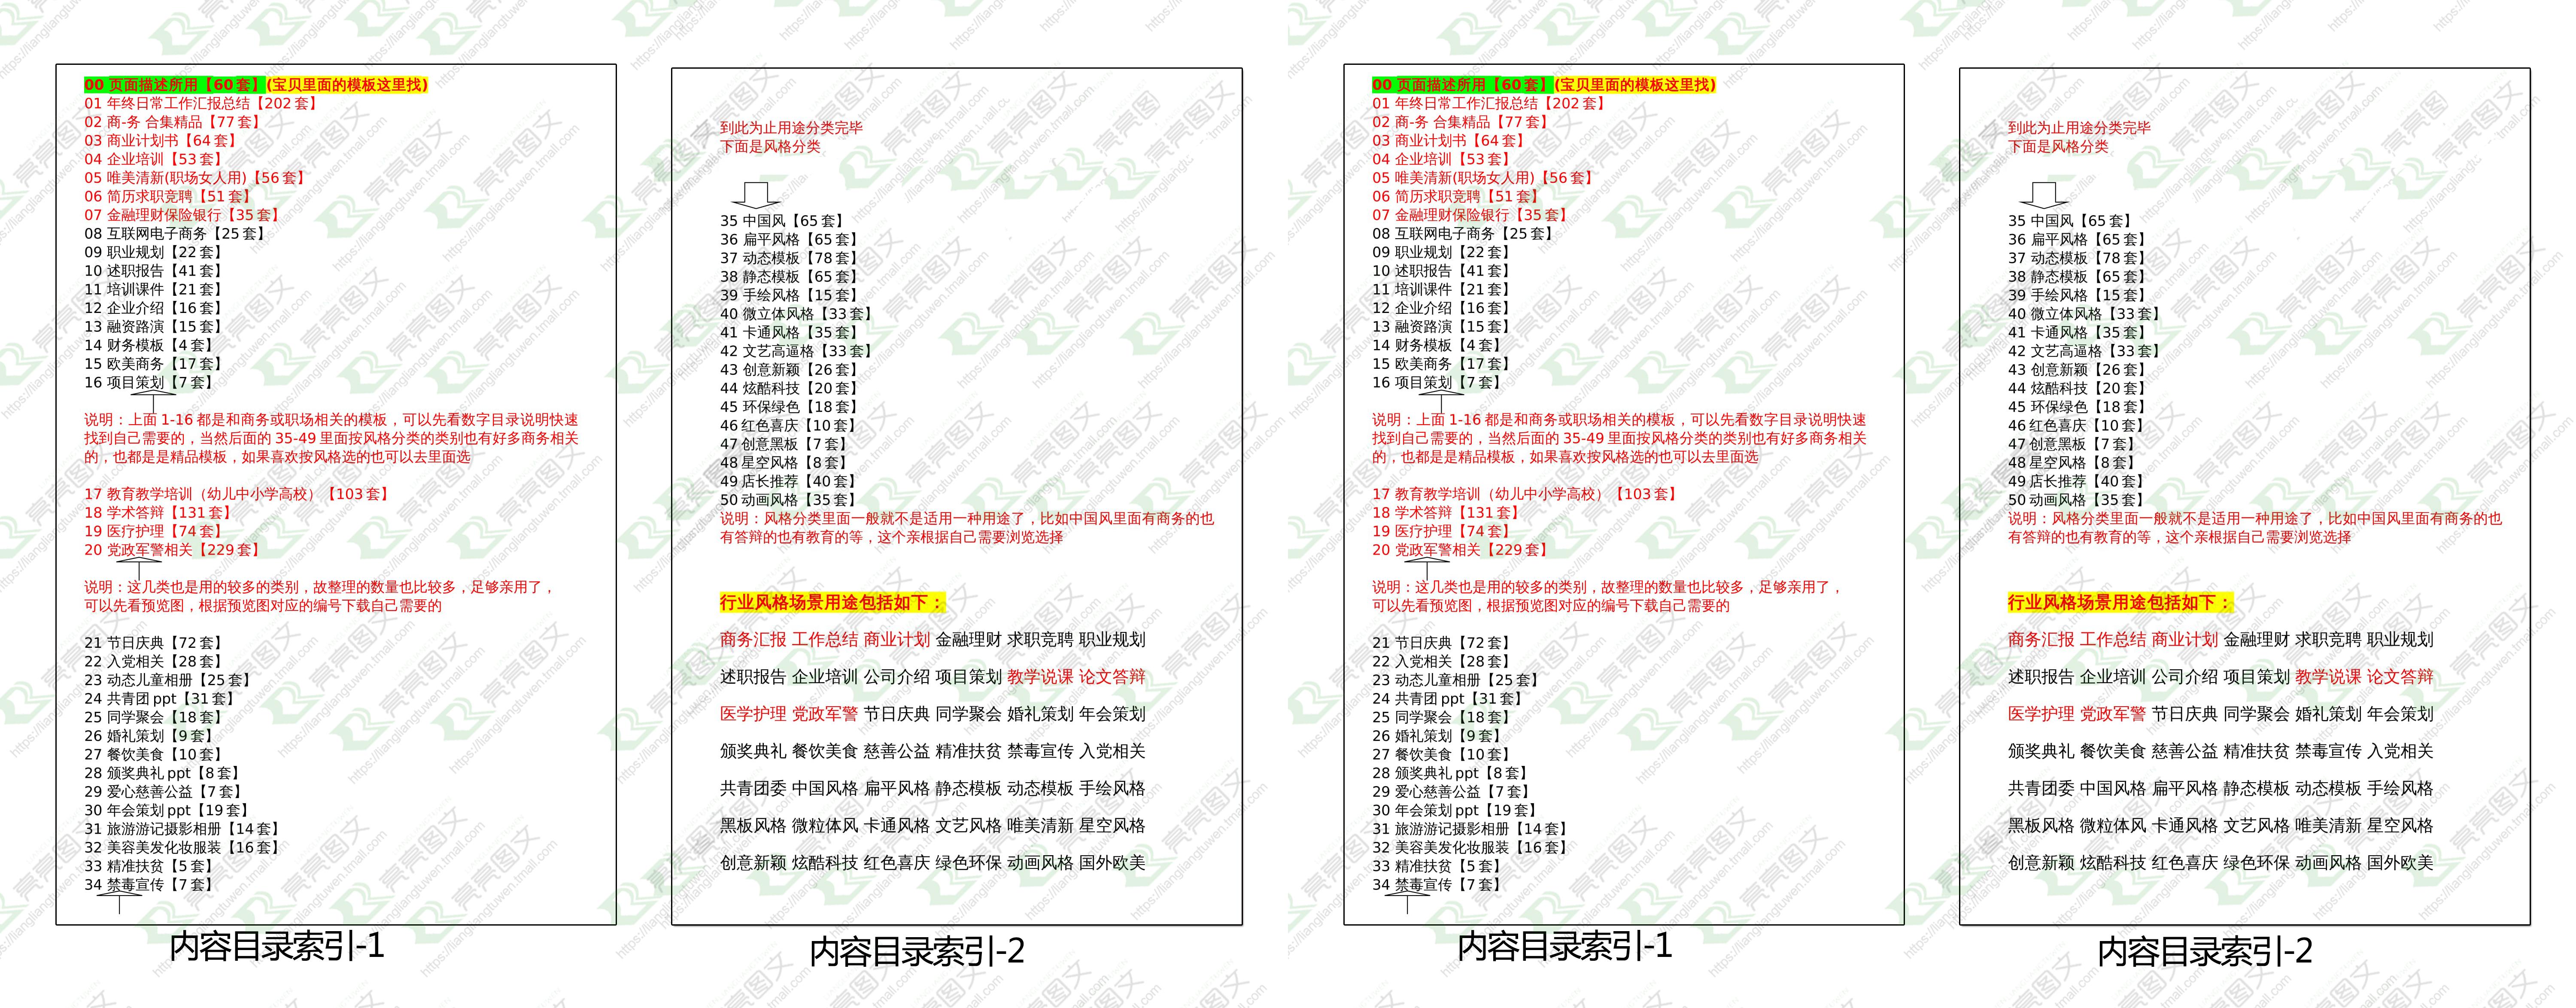 00 页面描述所用【60套】(宝贝里面的模板这里找)
01 年终日常工作汇报总结【202套】
02 商-务 合集精品【77套】
03 商业计划书【64套】
04 企业培训【53套】
05 唯美清新(职场女人用)【56套】
06 简历求职竞聘【51套】
07 金融理财保险银行【35套】
08 互联网电子商务【25套】
09 职业规划【22套】
10 述职报告【41套】
11 培训课件【21套】
12 企业介绍【16套】
13 融资路演【15套】
14 财务模板【4套】
15 欧美商务【17套】
16 项目策划【7套】
说明：上面1-16都是和商务或职场相关的模板，可以先看数字目录说明快速
找到自己需要的，当然后面的35-49里面按风格分类的类别也有好多商务相关
的，也都是是精品模板，如果喜欢按风格选的也可以去里面选
17 教育教学培训（幼儿中小学高校）【103套】
18 学术答辩【131套】
19 医疗护理【74套】
20 党政军警相关【229套】
说明：这几类也是用的较多的类别，故整理的数量也比较多，足够亲用了，
可以先看预览图，根据预览图对应的编号下载自己需要的
21 节日庆典【72套】
22 入党相关【28套】
23 动态儿童相册【25套】
24 共青团ppt【31套】
25 同学聚会【18套】
26 婚礼策划【9套】
27 餐饮美食【10套】
28 颁奖典礼ppt【8套】
29 爱心慈善公益【7套】
30 年会策划ppt【19套】
31 旅游游记摄影相册【14套】
32 美容美发化妆服装【16套】
33 精准扶贫【5套】
34 禁毒宣传【7套】
内容目录索引-1
到此为止用途分类完毕
下面是风格分类
35 中国风【65套】
36 扁平风格【65套】
37 动态模板【78套】
38 静态模板【65套】
39 手绘风格【15套】
40 微立体风格【33套】
41 卡通风格【35套】
42 文艺高逼格【33套】
43 创意新颖【26套】
44 炫酷科技【20套】
45 环保绿色【18套】
46 红色喜庆【10套】
47 创意黑板【7套】
48 星空风格【8套】
49 店长推荐【40套】
50 动画风格【35套】
说明：风格分类里面一般就不是适用一种用途了，比如中国风里面有商务的也
有答辩的也有教育的等，这个亲根据自己需要浏览选择
行业风格场景用途包括如下：
商务汇报 工作总结 商业计划 金融理财 求职竞聘 职业规划
述职报告 企业培训 公司介绍 项目策划 教学说课 论文答辩
医学护理 党政军警 节日庆典 同学聚会 婚礼策划 年会策划
颁奖典礼 餐饮美食 慈善公益 精准扶贫 禁毒宣传 入党相关
共青团委 中国风格 扁平风格 静态模板 动态模板 手绘风格
黑板风格 微粒体风 卡通风格 文艺风格 唯美清新 星空风格
创意新颖 炫酷科技 红色喜庆 绿色环保 动画风格 国外欧美
内容目录索引-2
00 页面描述所用【60套】(宝贝里面的模板这里找)
01 年终日常工作汇报总结【202套】
02 商-务 合集精品【77套】
03 商业计划书【64套】
04 企业培训【53套】
05 唯美清新(职场女人用)【56套】
06 简历求职竞聘【51套】
07 金融理财保险银行【35套】
08 互联网电子商务【25套】
09 职业规划【22套】
10 述职报告【41套】
11 培训课件【21套】
12 企业介绍【16套】
13 融资路演【15套】
14 财务模板【4套】
15 欧美商务【17套】
16 项目策划【7套】
说明：上面1-16都是和商务或职场相关的模板，可以先看数字目录说明快速
找到自己需要的，当然后面的35-49里面按风格分类的类别也有好多商务相关
的，也都是是精品模板，如果喜欢按风格选的也可以去里面选
17 教育教学培训（幼儿中小学高校）【103套】
18 学术答辩【131套】
19 医疗护理【74套】
20 党政军警相关【229套】
说明：这几类也是用的较多的类别，故整理的数量也比较多，足够亲用了，
可以先看预览图，根据预览图对应的编号下载自己需要的
21 节日庆典【72套】
22 入党相关【28套】
23 动态儿童相册【25套】
24 共青团ppt【31套】
25 同学聚会【18套】
26 婚礼策划【9套】
27 餐饮美食【10套】
28 颁奖典礼ppt【8套】
29 爱心慈善公益【7套】
30 年会策划ppt【19套】
31 旅游游记摄影相册【14套】
32 美容美发化妆服装【16套】
33 精准扶贫【5套】
34 禁毒宣传【7套】
内容目录索引-1
到此为止用途分类完毕
下面是风格分类
35 中国风【65套】
36 扁平风格【65套】
37 动态模板【78套】
38 静态模板【65套】
39 手绘风格【15套】
40 微立体风格【33套】
41 卡通风格【35套】
42 文艺高逼格【33套】
43 创意新颖【26套】
44 炫酷科技【20套】
45 环保绿色【18套】
46 红色喜庆【10套】
47 创意黑板【7套】
48 星空风格【8套】
49 店长推荐【40套】
50 动画风格【35套】
说明：风格分类里面一般就不是适用一种用途了，比如中国风里面有商务的也
有答辩的也有教育的等，这个亲根据自己需要浏览选择
行业风格场景用途包括如下：
商务汇报 工作总结 商业计划 金融理财 求职竞聘 职业规划
述职报告 企业培训 公司介绍 项目策划 教学说课 论文答辩
医学护理 党政军警 节日庆典 同学聚会 婚礼策划 年会策划
颁奖典礼 餐饮美食 慈善公益 精准扶贫 禁毒宣传 入党相关
共青团委 中国风格 扁平风格 静态模板 动态模板 手绘风格
黑板风格 微粒体风 卡通风格 文艺风格 唯美清新 星空风格
创意新颖 炫酷科技 红色喜庆 绿色环保 动画风格 国外欧美
内容目录索引-2